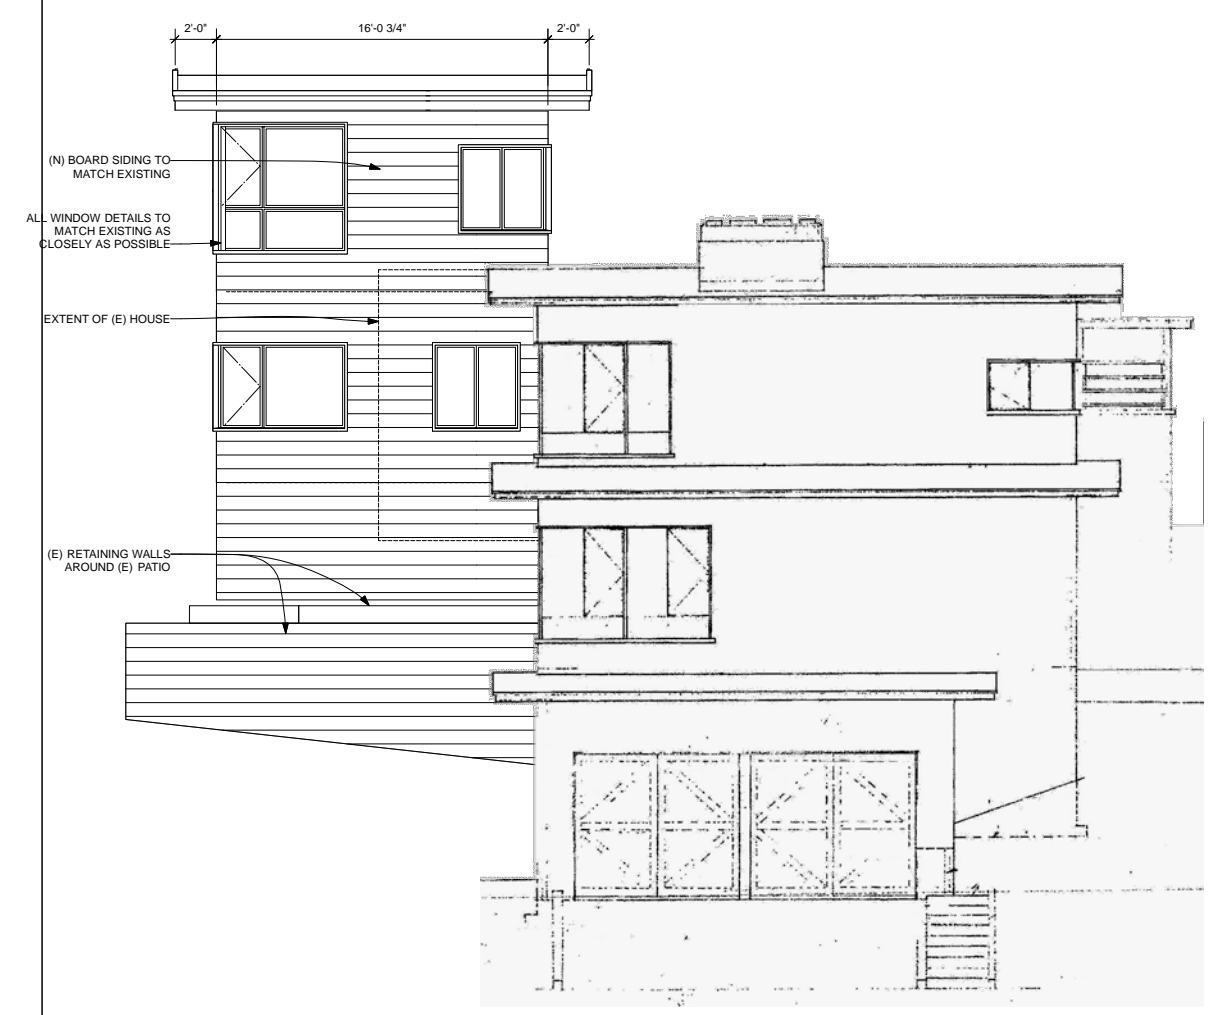 2'-0" 16'-0 3/4" 2'-0"
(N) BOARD SIDING TO
MATCH EXISTING
ALL WINDOW DETAILS TO
MATCH EXISTING AS
CLOSELY AS POSSIBLE
EXTENT OF (E) HOUSE
(E) RETAINING WALLS
AROUND (E) PATIO